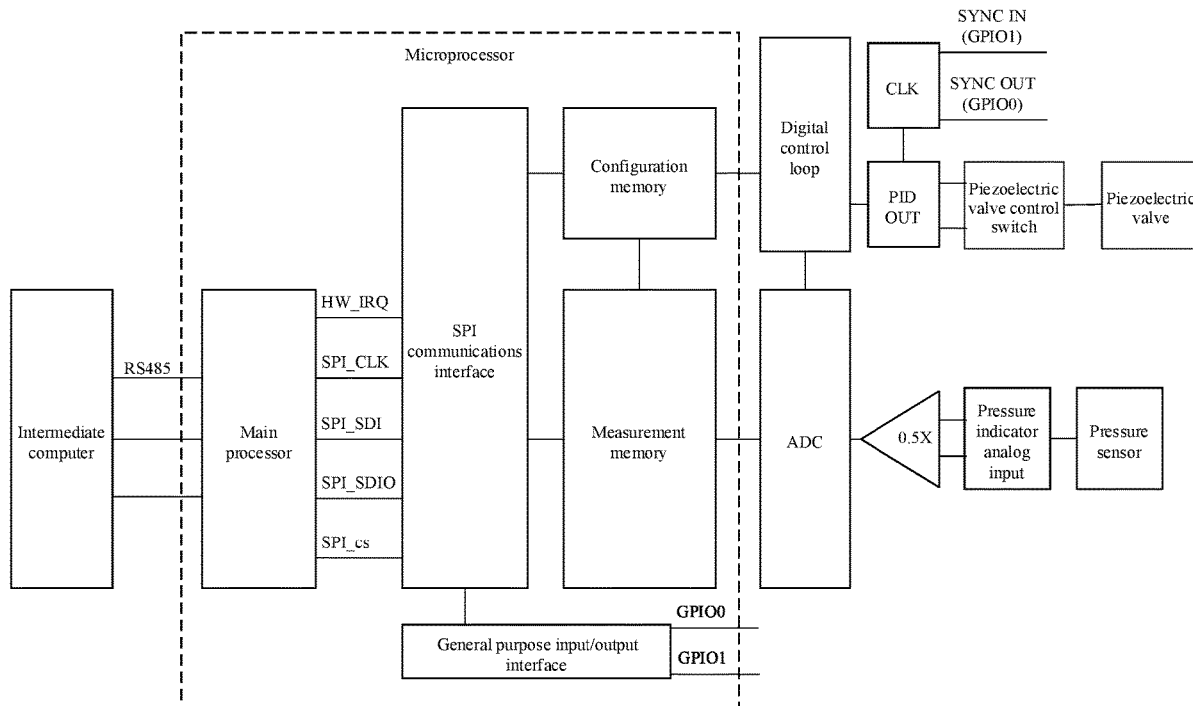 SYNC IN
(GPIO1)
Microprocessor
CLK
SYNC OUT
(GPIO0)
Digital
control
loop
Configuration
memory
PID
OUT
Piezoelectric
valve control
switch
Piezoelectric
valve
HW_IRQ
SPI
communications
interface
RS485
SPI_CLK
Intermediate
computer
Main
processor
SPI_SDI
Measurement
memory
ADC
0.5X
Pressure
indicator
analog
input
Pressure
sensor
SPI_SDIO
SPI_cs
General purpose input/output
interface
GPIO0
GPIO1